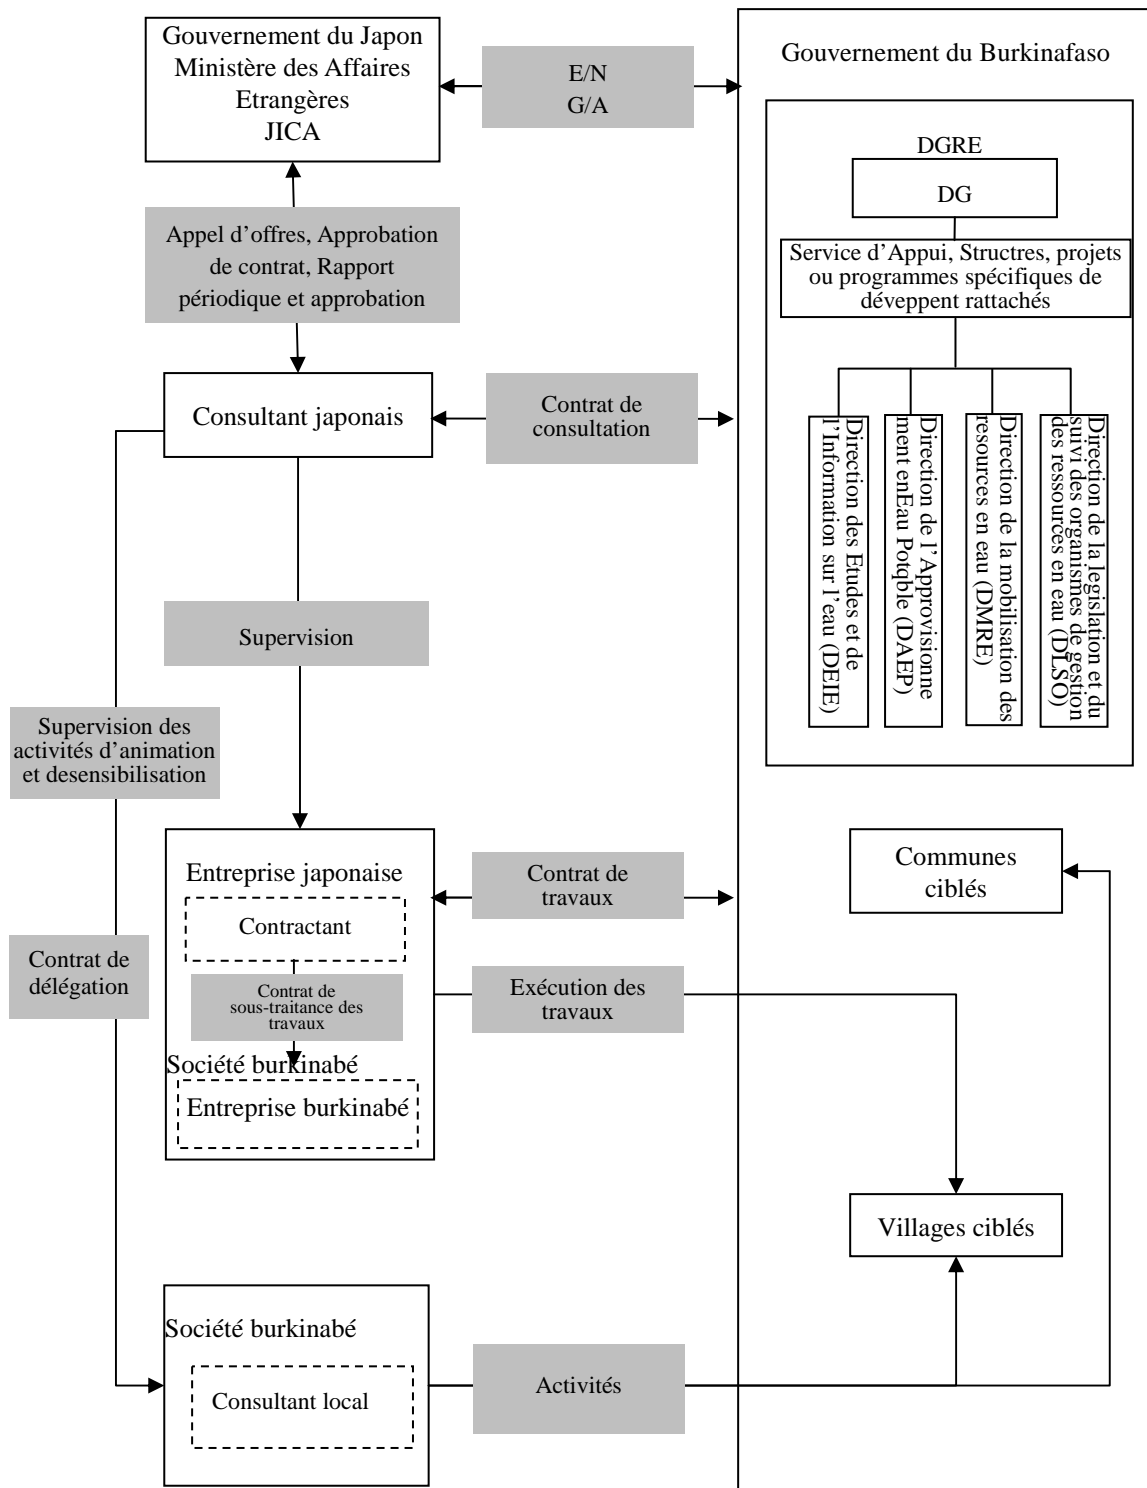 Gouvernement du Japon
Ministère des Affaires
Etrangères
JICA
E/N
G/A
Gouvernement du Burkinafaso
DGRE
DG
Service d’Appui, Structres, projets
ou programmes spécifiques de
déveppent rattachés
Direction des Etudes et de
l’Information sur l’eau (DEIE)
Direction de l’Approvisionne
ment enEau Potqble (DAEP)
Direction de la mobilisation des
resources en eau (DMRE)
Direction de la legislation et du
suivi des organismes de gestion
des ressources en eau (DLSO)
Appel d’offres, Approbation
de contrat, Rapport
périodique et approbation
Consultant japonais
Contrat de
consultation
Supervision
Supervision des
activités d’animation
et desensibilisation
Entreprise japonaise
Contractant
Contrat de
sous-traitance des
travaux
Société burkinabé
Entreprise burkinabé
Contrat de
travaux
Exécution des
travaux
Communes
ciblés
Contrat de
délégation
Villages ciblés
Société burkinabé
Consultant local
Activités